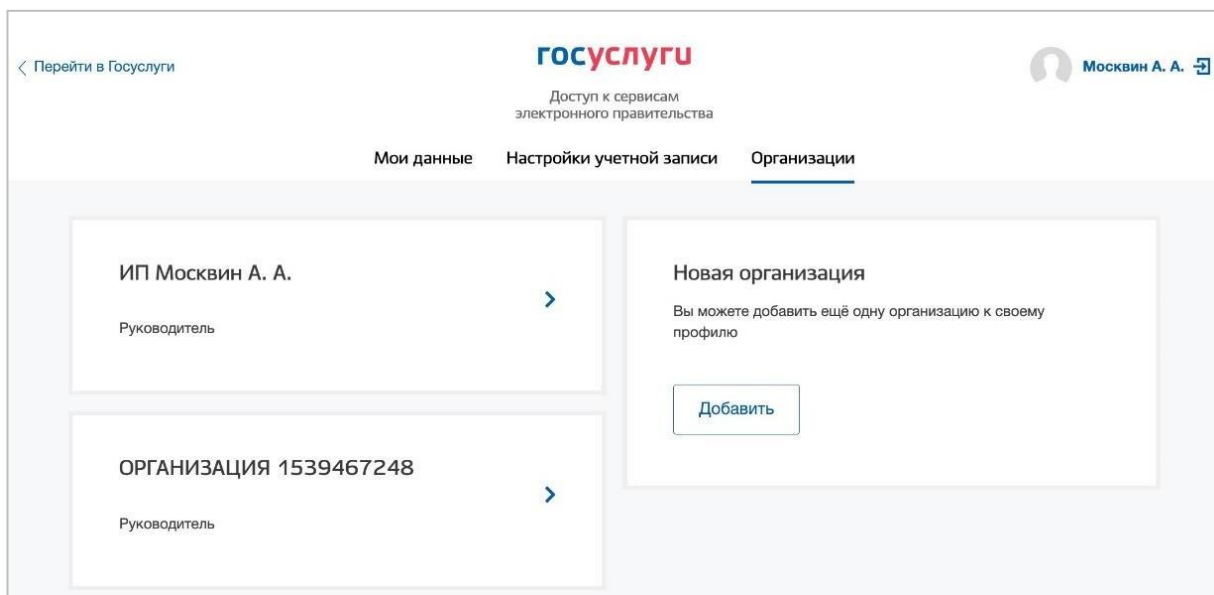 Перейти в Госуслуги
госуслуги
Москвин А. А.
Доступ к сервисам
электронного правительства
Мои данные
Настройки учетной записи
Организации
ИП Москвин А. А.
Руководитель
Новая организация
Вы можете добавить ещё одну организацию к своему
профилю
Добавить
ОРГАНИЗАЦИЯ 1539467248
Руководитель